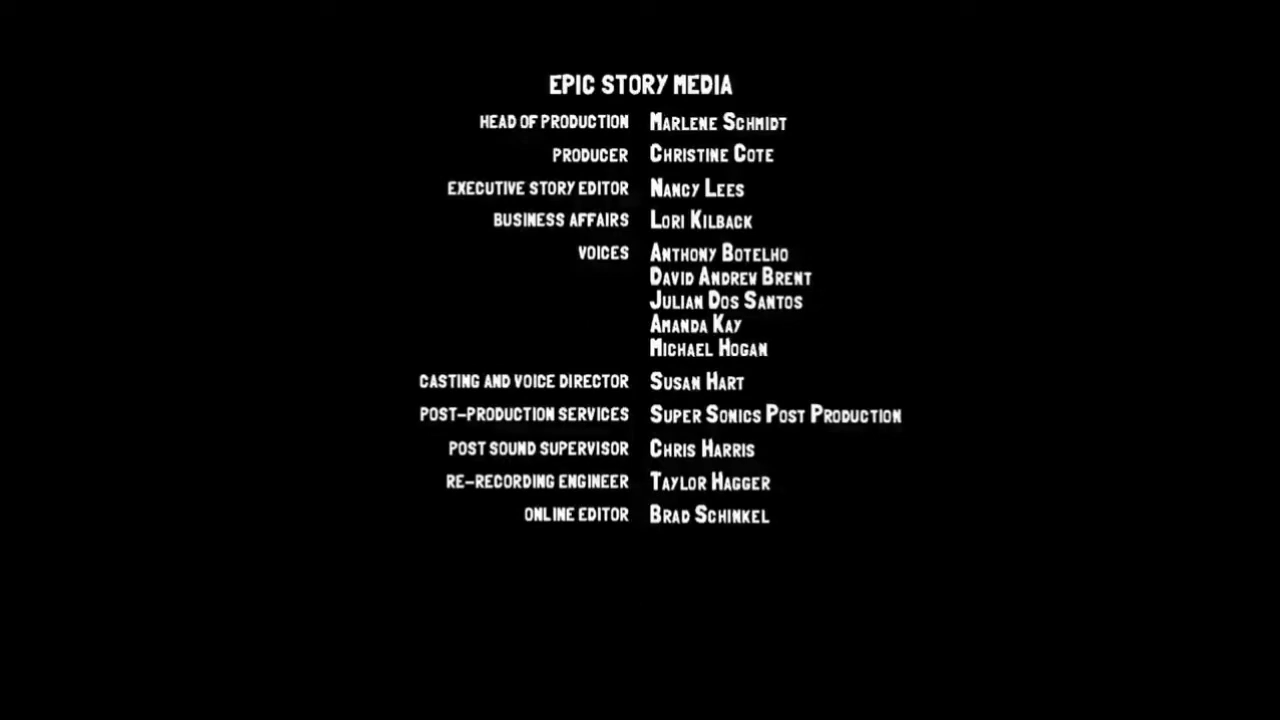 EPIC STORY MEDIA
HEAD OF PRODUCTION MARLENE SCHMIDT
PRODUCER CHRISTINE COTE
EXECUTIVE STORY EDITOR NANCY LEES
BUSINESS AFFAIRS LORI KILBACK
VOICES ANTHONY BOTELHO
DAVID ANDREW BRENT
JULIAN DOS SANTOS
AMANDA KAY
MICHAEL HOGAN
CASTING AND VOICE DIRECTOR SUSAN HART
POST-PRODUCTION SERVICES SUPER SONICS POST PRODUCTION
POST SOUND SUPERVISOR CHRIS HARRIS
RE-RECORDING ENGINEER TAYLOR HAGGER
ONLINE EDITOR BRAD SCHINKEL